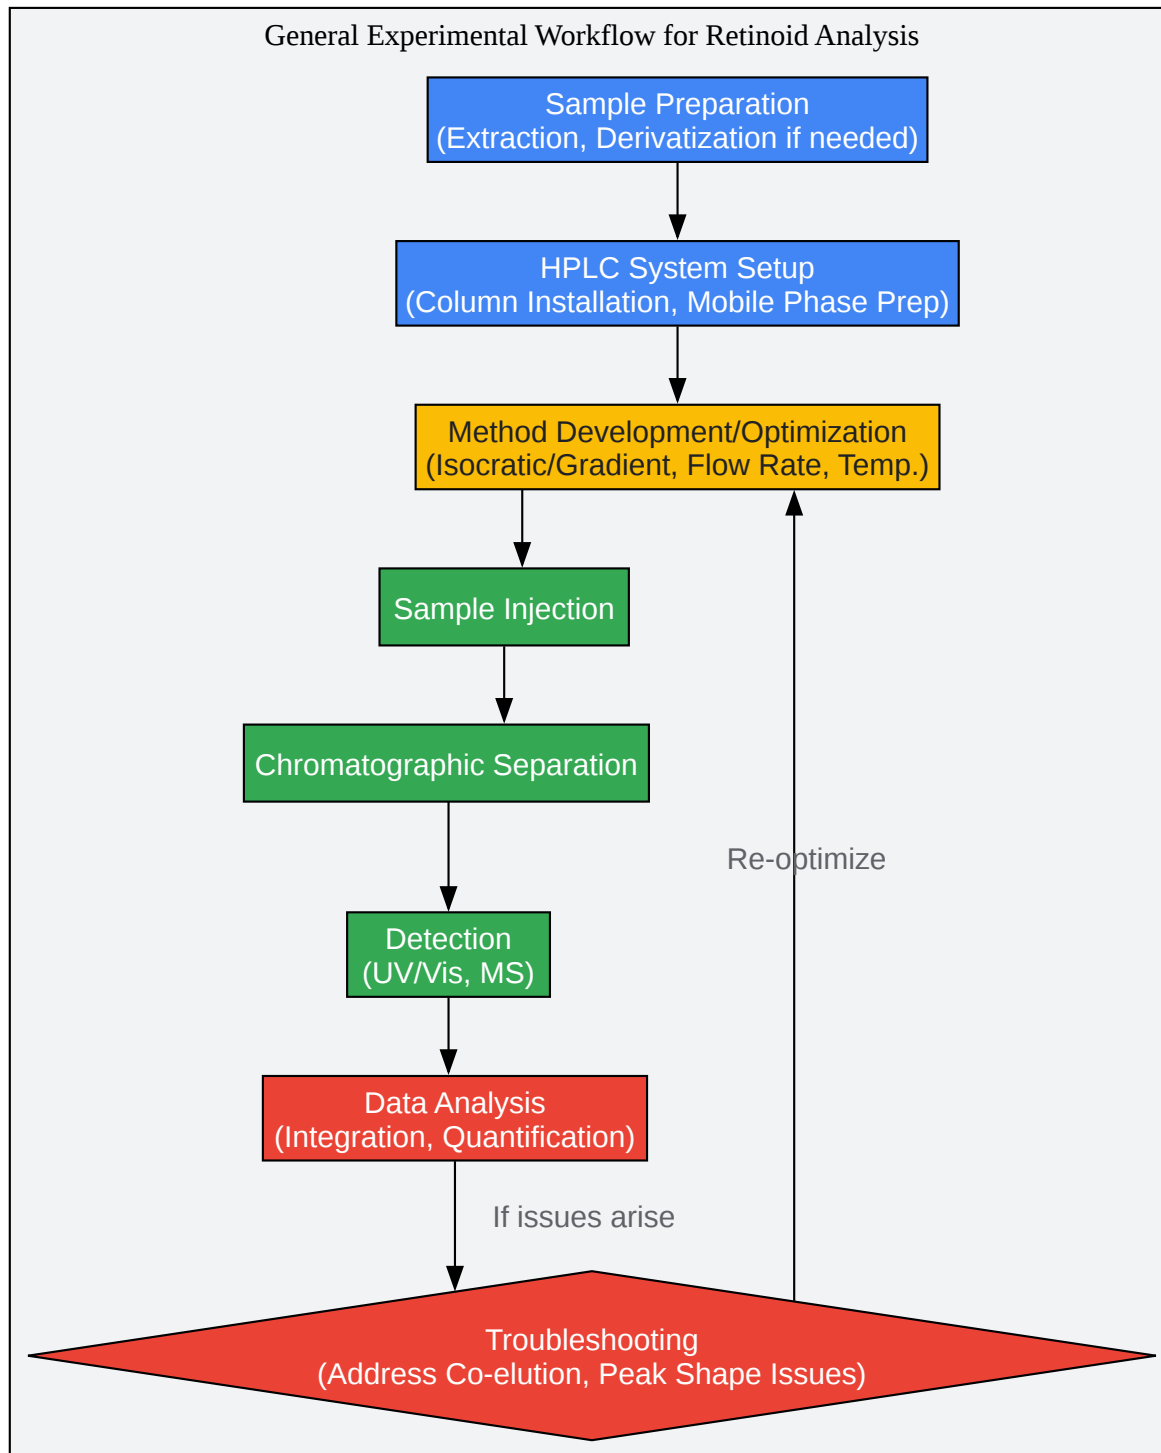 General Experimental Workflow for Retinoid Analysis
Sample Preparation
(Extraction, Derivatization if needed)
HPLC System Setup
(Column Installation, Mobile Phase Prep)
Method Development/Optimization
(Isocratic/Gradient, Flow Rate, Temp.)
Sample Injection
Chromatographic Separation
Re-optimize
Detection
(UV/Vis, MS)
Data Analysis
(Integration, Quantification)
If issues arise
Troubleshooting
(Address Co-elution, Peak Shape Issues)